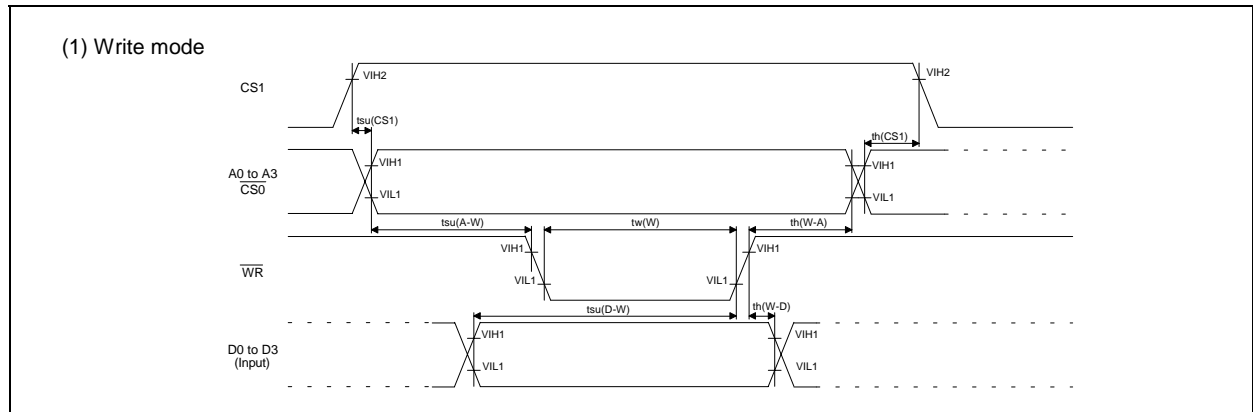 (1) Write mode
CS1
VIH2
VIH2
tsu(CS1)
th(CS1)
A0 to A3
CS0
VIH1
VIL1
VIH1
VIL1
tsu(A-W)
tw(W)
th(W-A)
WR
VIH1
VIL1
VIL1
VIH1
tsu(D-W)
th(W-D)
D0 to D3
(Input)
VIH1
VIL1
VIH1
VIL1